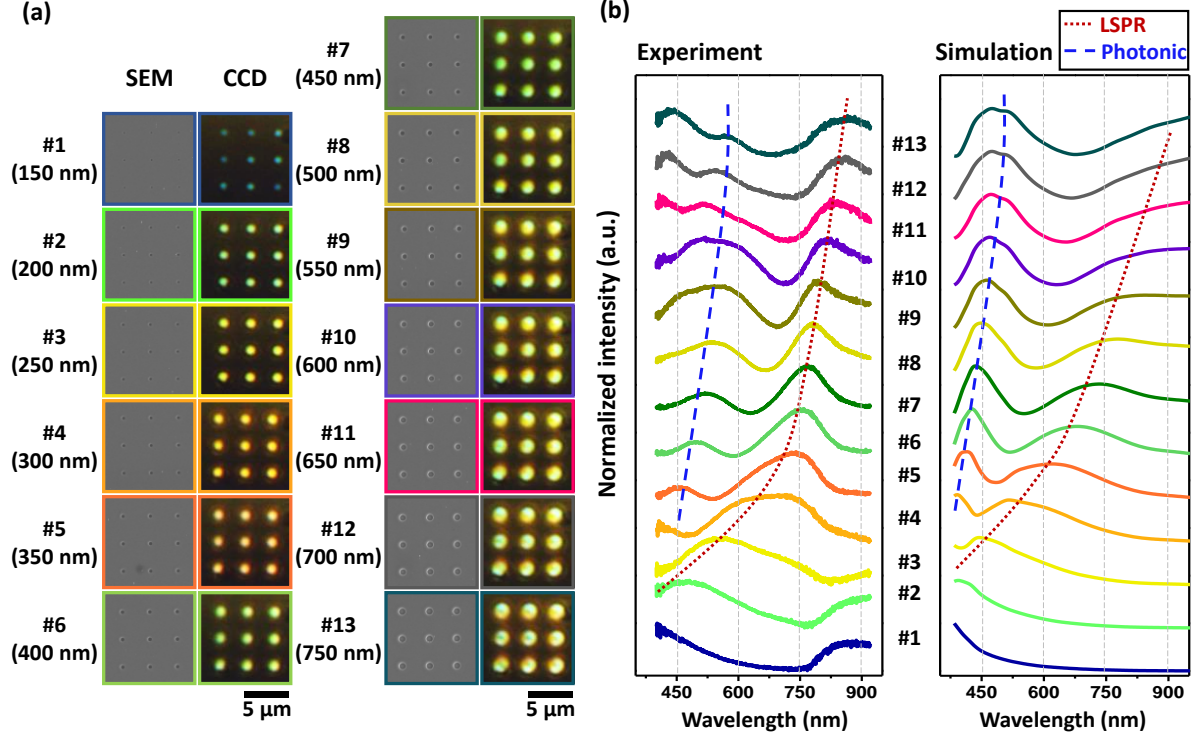 (a)
SEM
CCD
#1
(150 nm)
#2
(200 nm)
#3
(250 nm)
#4
(300 nm)
#5
(350 nm)
#6
(400 nm)
5 µm
#7
(450 nm)
#8
(500 nm)
#9
(550 nm)
#10
(600 nm)
#11
(650 nm)
#12
(700 nm)
#13
(750 nm)
5 µm
(b)
LSPR
Photonic
Experiment
Simulation
Normalized intensity (a.u.)
#13
#12
#11
#10
#9
#8
#7
#6
#5
#4
#3
#2
#1
450 600 750 900
450 600 750 900
Wavelength (nm)
Wavelength (nm)